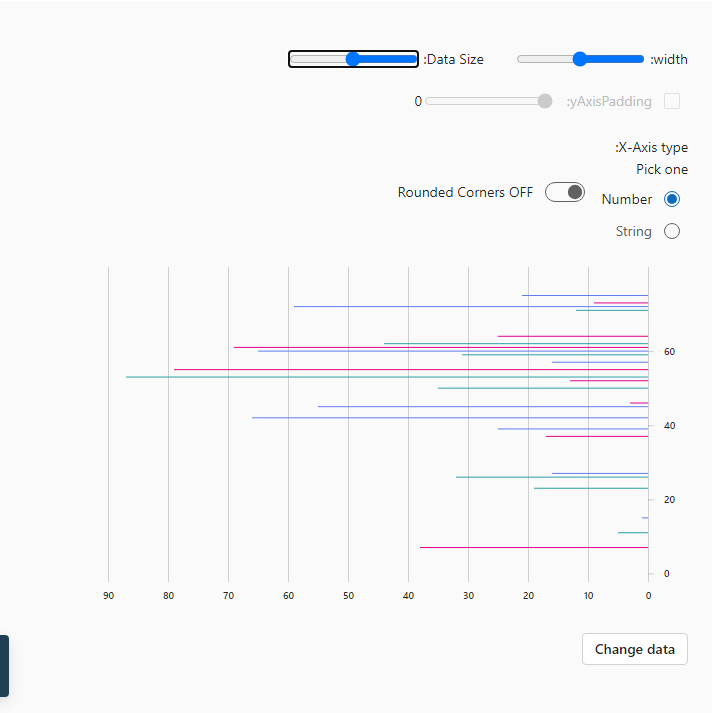 :width
:Data Size
:yAxisPadding
0
:X-Axis type
Pick one
Number
Rounded Corners OFF
String
60
40
20
0
90 80 70 60 50 40 30 20 10 0
Change data